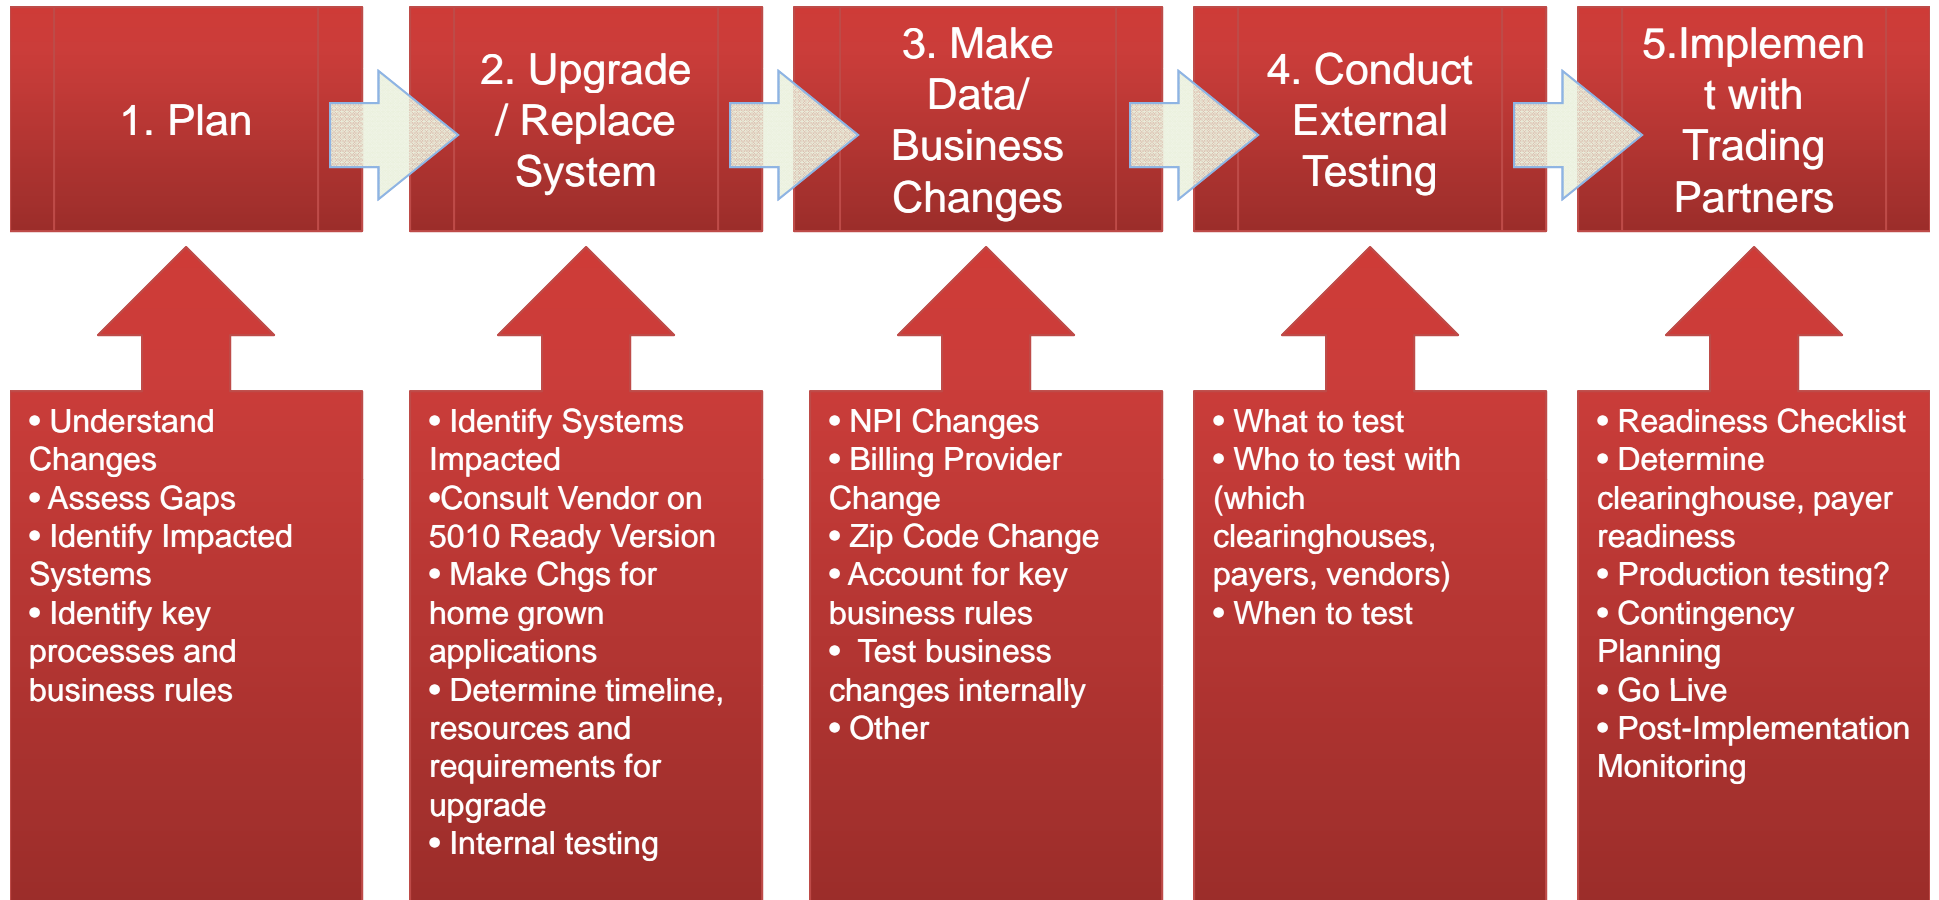 1. Plan
2. Upgrade
/ Replace
System
3. Make
Data/
Business
Changes
4. Conduct
External
Testing
5.Implemen
t with
Trading
Partners
• Understand
Changes
• Assess Gaps
• Identify Impacted
Systems
• Identify key
processes and
business rules
• Identify Systems
Impacted
•Consult Vendor on
5010 Ready Version
• Make Chgs for
home grown
applications
• Determine timeline,
resources and
requirements for
upgrade
• Internal testing
• NPI Changes
• Billing Provider
Change
• Zip Code Change
• Account for key
business rules
• Test business
changes internally
• Other
• What to test
• Who to test with
(which
clearinghouses,
payers, vendors)
• When to test
• Readiness Checklist
• Determine
clearinghouse, payer
readiness
• Production testing?
• Contingency
Planning
• Go Live
• Post-Implementation
Monitoring